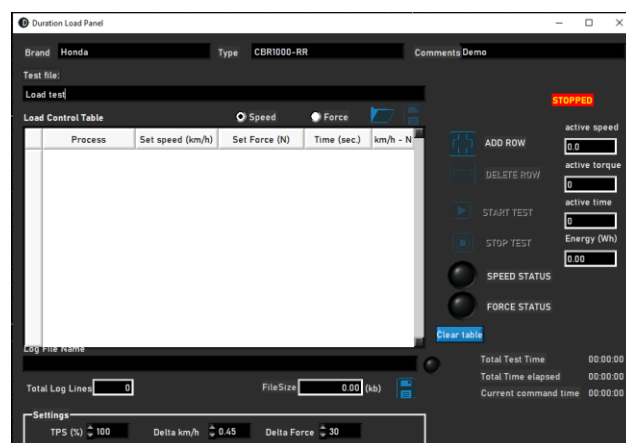 Duration Load Panel
Brand Honda Type CBR1000-RR Comments Demo
Test file:
Load test
STOPPED
Load Control Table Speed Force
Process Set speed (km/h) Set Force (N) Time (sec.) km/h - N
ADD ROW
DELETE ROW
START TEST
STOP TEST
SPEED STATUS
FORCE STATUS
active speed
0.0
active torque
0
active time
0
Energy (Wh)
0.00
Clear table
Log File Name
Total Log Lines 0 FileSize 0.00 (kb)
Total Test Time 00:00:00
Total Time elapsed 00:00:00
Current command time 00:00:00
Settings
TPS (%) 100 Delta km/h 0.45 Delta Force 30